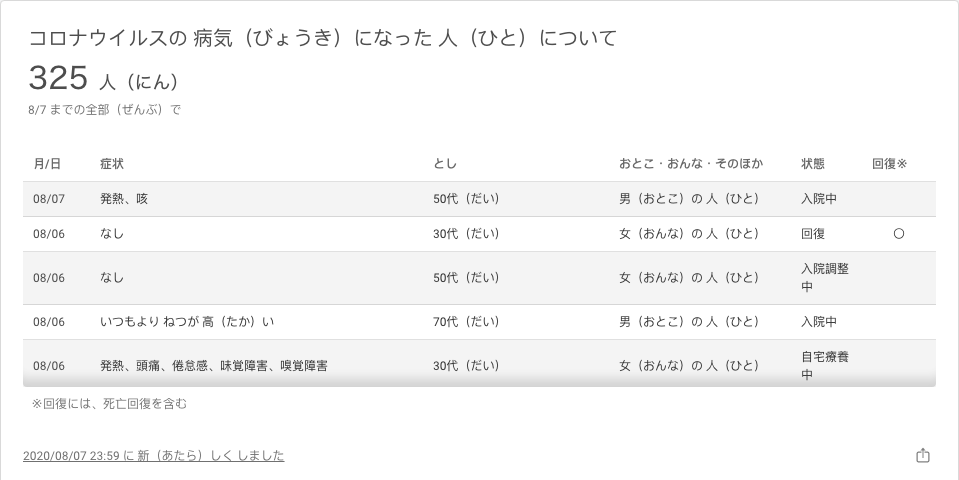 コロナウイルスの 病気（びょうき）になった 人（ひと）について
325 人（にん）
8/7 までの全部（ぜんぶ）で
月/日 症状 とし おとこ・おんな・そのほか 状態 回復※
08/07 発熱、咳 50代（だい） 男（おとこ）の 人（ひと） 入院中
08/06 なし 30代（だい） 女（おんな）の 人（ひと） 回復 〇
08/06 なし 50代（だい） 女（おんな）の 人（ひと） 入院調整
中
08/06 いつもより ねつが 高（たか）い 70代（だい） 男（おとこ）の 人（ひと） 入院中
08/06 発熱、頭痛、倦怠感、味覚障害、嗅覚障害 30代（だい） 女（おんな）の 人（ひと） 自宅療養
中
※回復には、死亡回復を含む
2020/08/07 23:59 に 新（あたら）しく しました